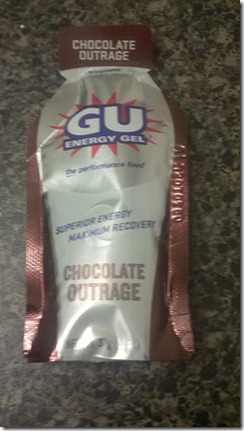 CHOCOLATE
OUTRAGE
GU
ENERGY GEL
the performance food
SUPERIOR ENERGY
MAXIMUM RECOVERY
CHOCOLATE
OUTRAGE